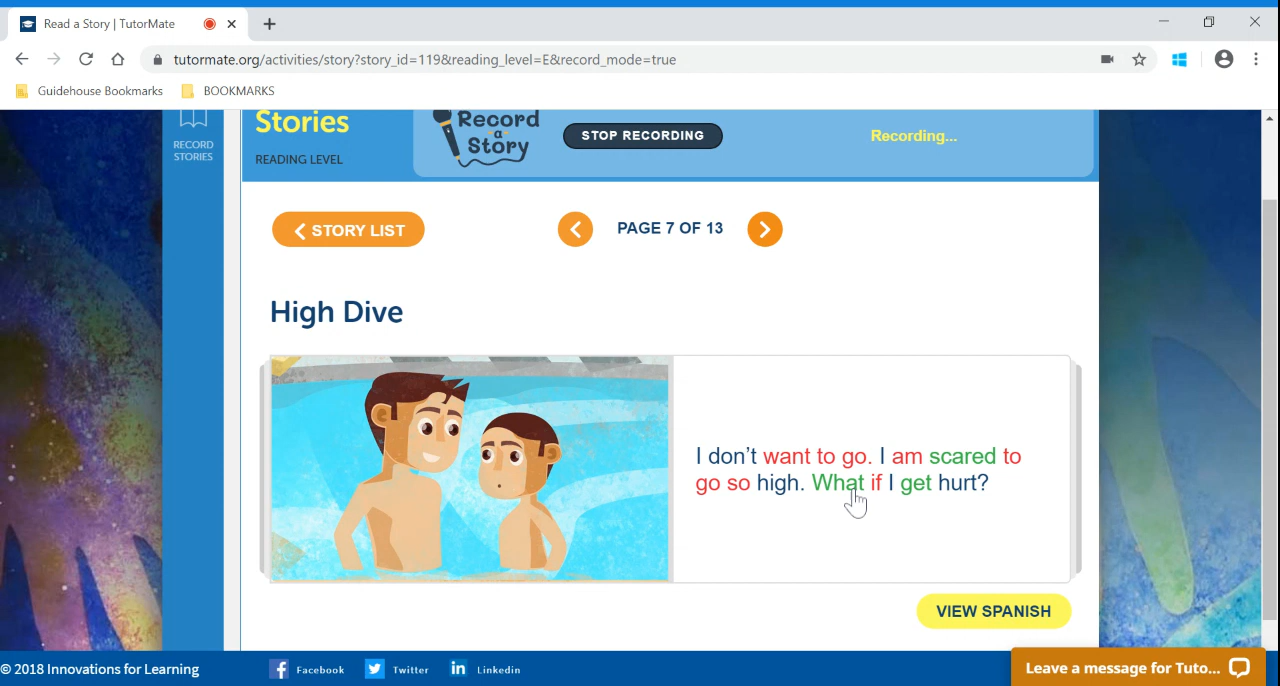 Read a Story | TutorMate
tutormate.org/activities/story?story_id=119&reading_level=E&record_mode=true
Guidehouse Bookmarks
BOOKMARKS
RECORD
STORIES
Stories
READING LEVEL
Record
a
Story
STOP RECORDING
Recording...
STORY LIST
PAGE 7 OF 13
High Dive
I don't want to go. I am scared to
go so high. What if I get hurt?
VIEW SPANISH
© 2018 Innovations for Learning
Facebook
Twitter
Linkedin
Leave a message for Tuto...